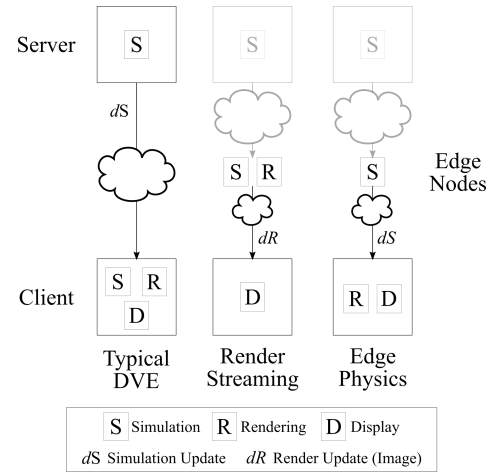 Server S S S
dS
S R S Edge
Nodes
dR dS
Client S R D D R D
Typical Render Edge
DVE Streaming Physics
S Simulation R Rendering D Display
dS Simulation Update dR Render Update (Image)